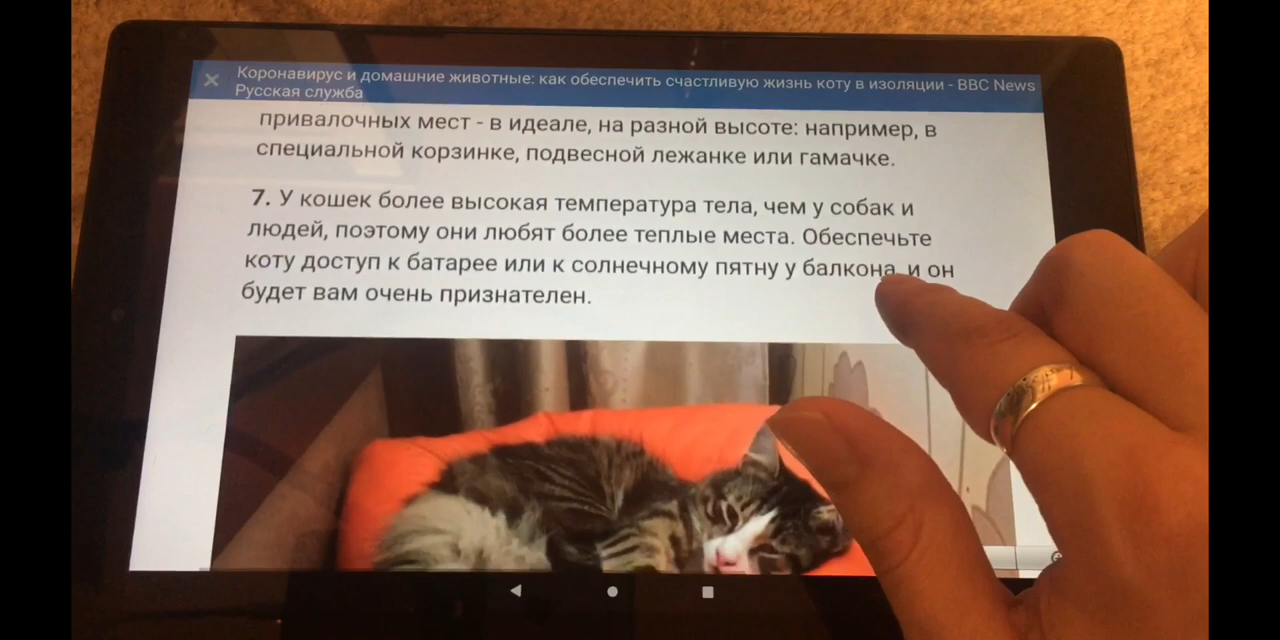 Коронавирус и домашние животные: как обеспечить счастливую жизнь коту в изоляции - BBC News
Русская служба
привалочных мест - в идеале, на разной высоте: например, в
специальной корзинке, подвесной лежанке или гамачке.
7. У кошек более высокая температура тела, чем у собак и
людей, поэтому они любят более теплые места. Обеспечьте
коту доступ к батарее или к солнечному пятну у балкона, и он
будет вам очень признателен.